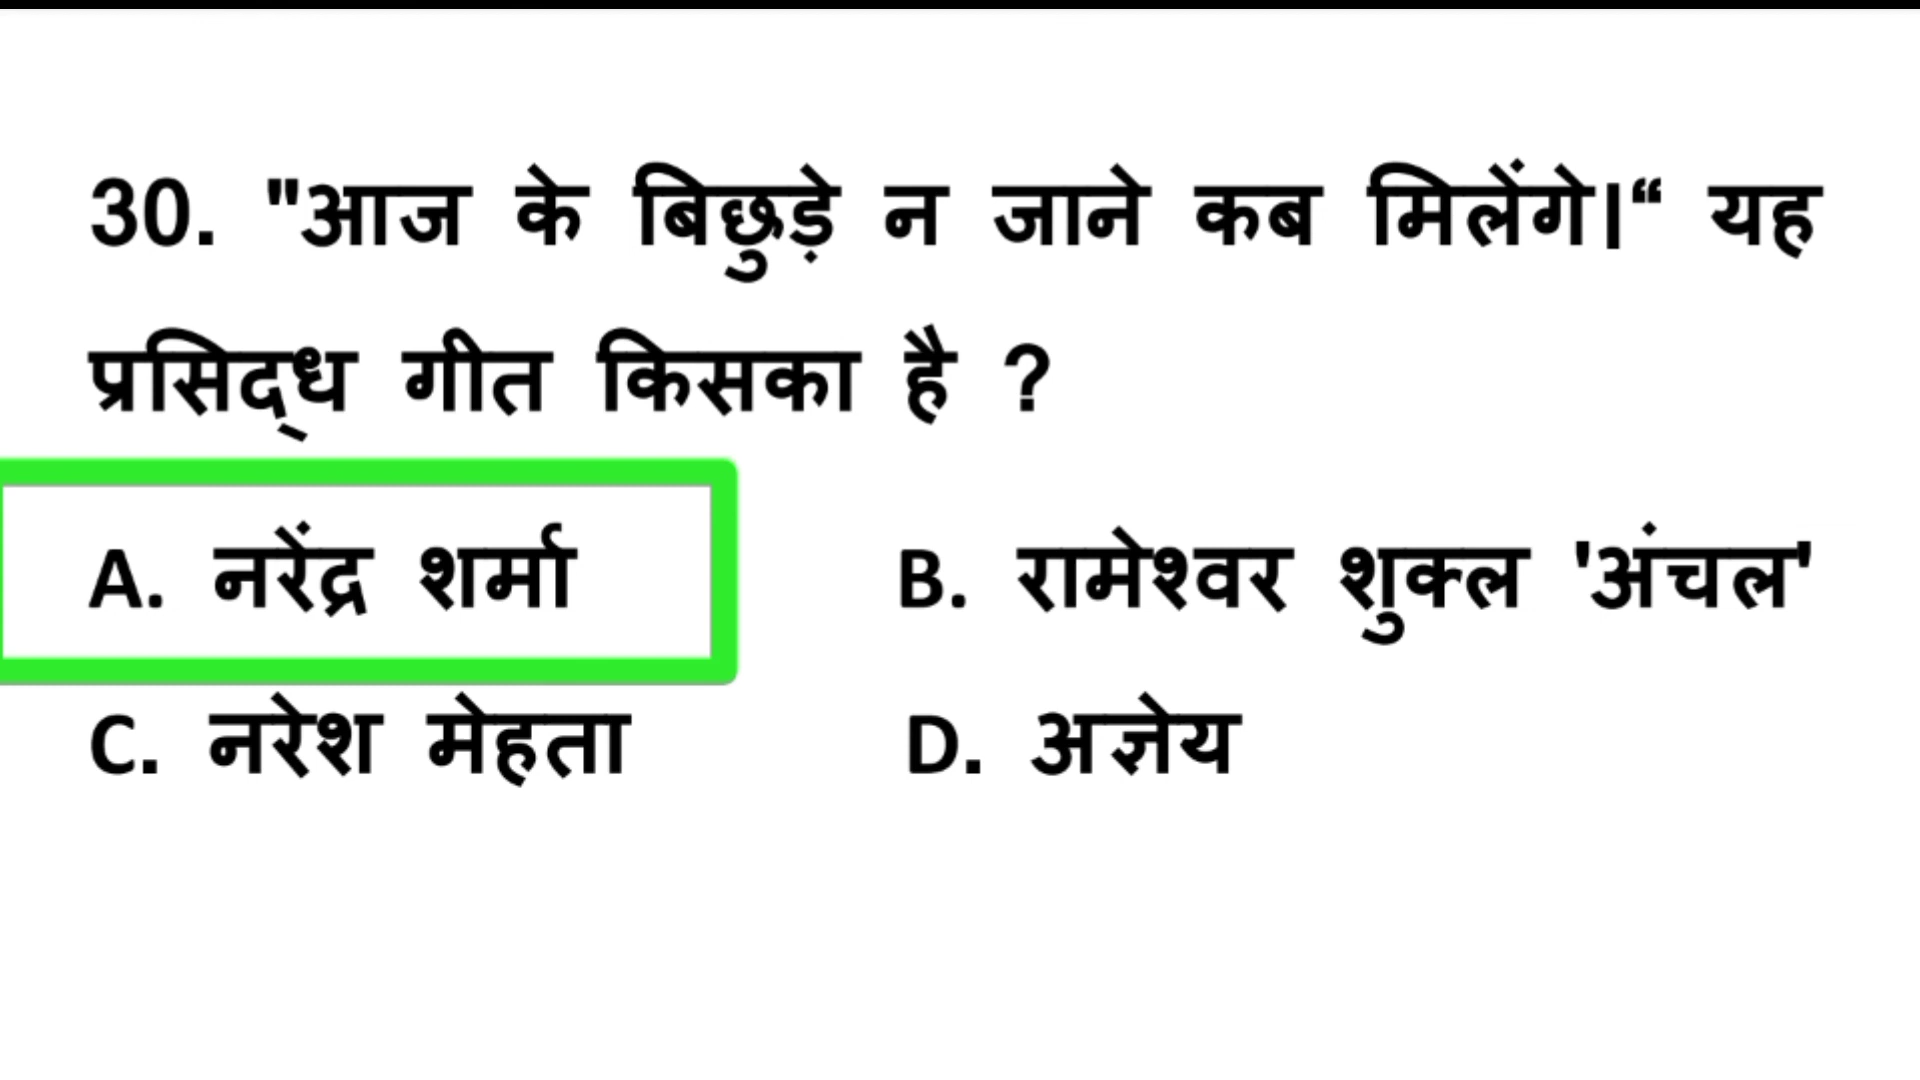 30. "आज के बिछुड़े न जाने कब मिलेंगे।“ यह
प्रसिद्ध गीत किसका है ?
A. नरेंद्र शर्मा B. रामेश्वर शुक्ल 'अंचल'
C. नरेश मेहता D. अज्ञेय